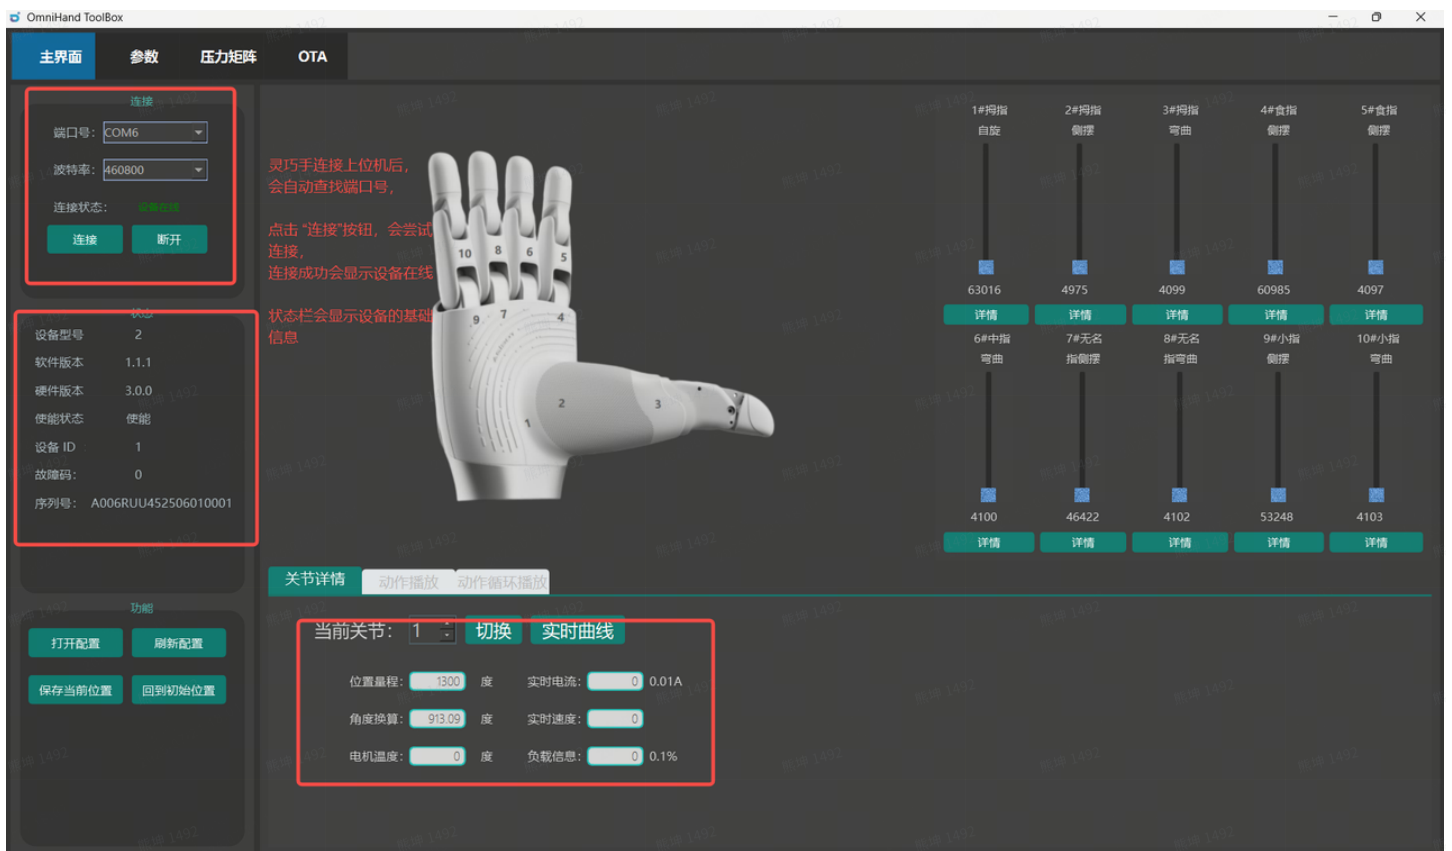 OmniHand ToolBox
主界面 参数 压力矩阵 OTA
连接
端口号: COM6
波特率: 460800
连接状态: 设备在线
连接 断开
状态
设备型号 2
软件版本 1.1.1
硬件版本 3.0.0
使能状态 使能
设备 ID 1
故障码: 0
序列号: A006RUU452506010001
功能
打开配置 刷新配置
保存当前位置 回到初始位置
灵巧手连接上位机后，
会自动查找端口号，
点击 “连接”按钮，会尝试
连接，
连接成功会显示设备在线
状态栏会显示设备的基础
信息
10 8 6 5
9 7 4
2 3
1
1#拇指 2#拇指 3#拇指 4#食指 5#食指
自旋 侧摆 弯曲 侧摆 侧摆
63016 4975 4099 60985 4097
详情 详情 详情 详情 详情
6#中指 7#无名 8#无名 9#小指 10#小指
弯曲 指侧摆 指弯曲 侧摆 弯曲
4100 46422 4102 53248 4103
详情 详情 详情 详情 详情
关节详情 动作播放 动作循环播放
当前关节: 1 切换 实时曲线
位置量程: 1300 度 实时电流: 0 0.01A
角度换算: 913.09 度 实时速度: 0
电机温度: 0 度 负载信息: 0 0.1%